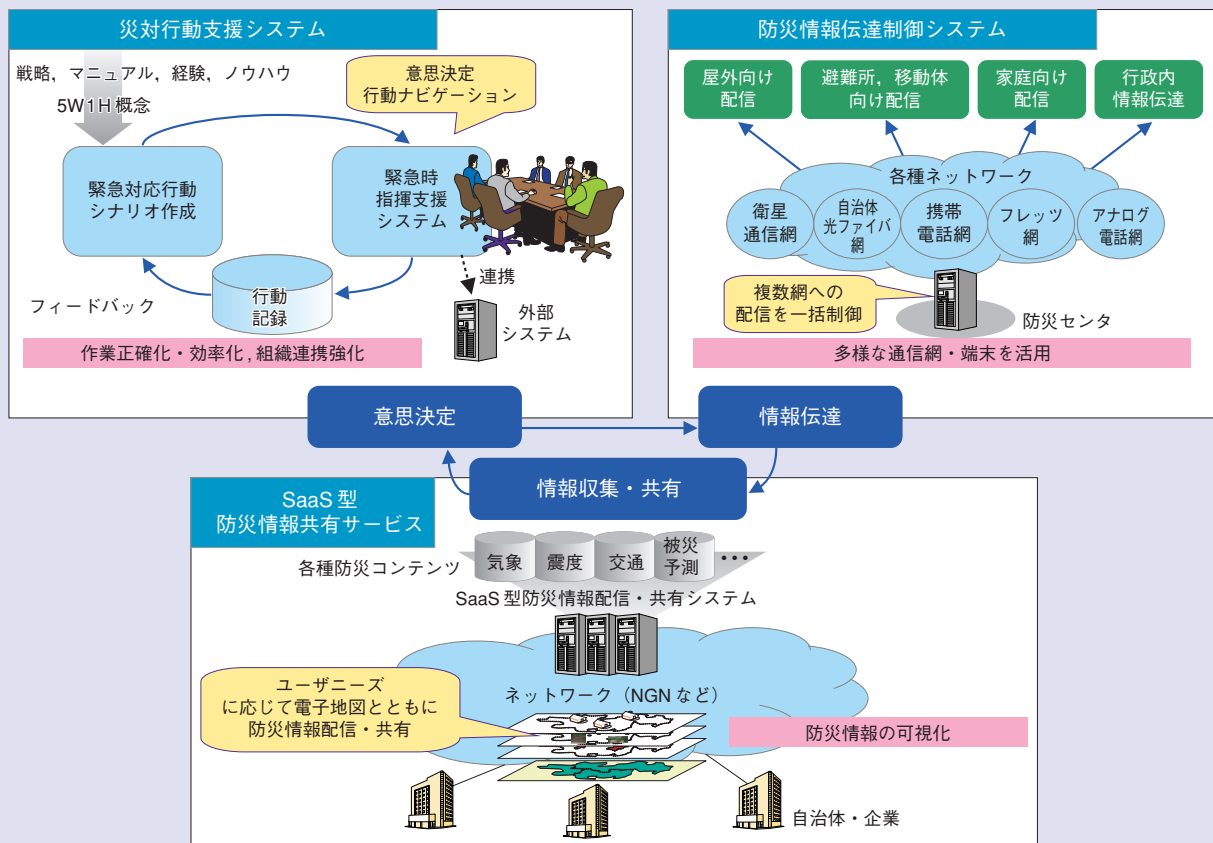 災対行動支援システム
戦略，マニュアル，経験，ノウハウ
5W1H 概念
意思決定
行動ナビゲーション
緊急対応行動
シナリオ作成
緊急時
指揮支援
システム
行動
記録
フィードバック
連携
外部
システム
作業正確化・効率化，組織連携強化
防災情報伝達制御システム
屋外向け
配信
避難所，移動体
向け配信
家庭向け
配信
行政内
情報伝達
各種ネットワーク
衛星
通信網
自治体
光ファイバ
網
携帯
電話網
フレッツ
網
アナログ
電話網
複数網への
配信を一括制御
防災センタ
多様な通信網・端末を活用
意思決定
情報伝達
情報収集・共有
SaaS 型
防災情報共有サービス
各種防災コンテンツ
気象
震度
交通
被災
予測
•••
SaaS 型防災情報配信・共有システム
ユーザニーズ
に応じて電子地図とともに
防災情報配信・共有
ネットワーク（NGN など）
防災情報の可視化
自治体・企業